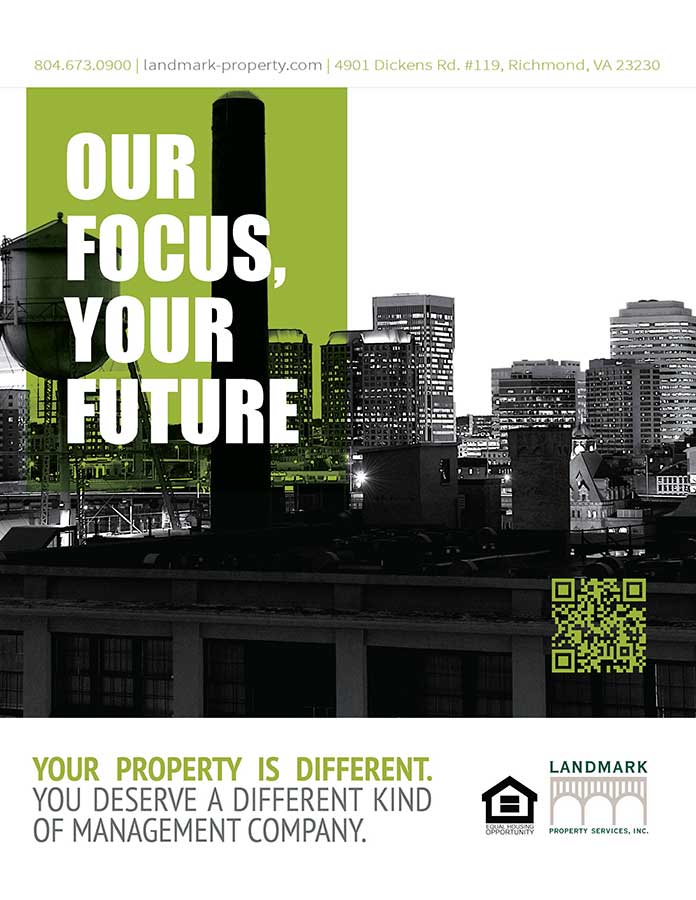 804.673.0900 | landmark-property.com | 4901 Dickens Rd. #119, Richmond, VA 23230
OUR
FOCUS,
YOUR
FUTURE
YOUR PROPERTY IS DIFFERENT.
YOU DESERVE A DIFFERENT KIND
OF MANAGEMENT COMPANY.
EQUAL HOUSING
OPPORTUNITY
LANDMARK
PROPERTY SERVICES, INC.